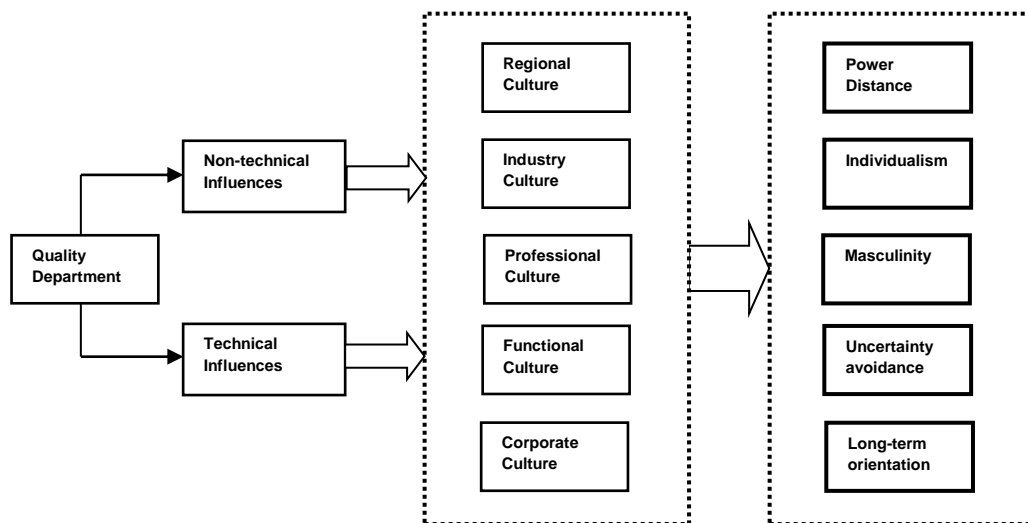 Quality
Department
Non-technical
Influences
Technical
Influences
Regional
Culture
Industry
Culture
Professional
Culture
Functional
Culture
Corporate
Culture
Power
Distance
Individualism
Masculinity
Uncertainty
avoidance
Long-term
orientation